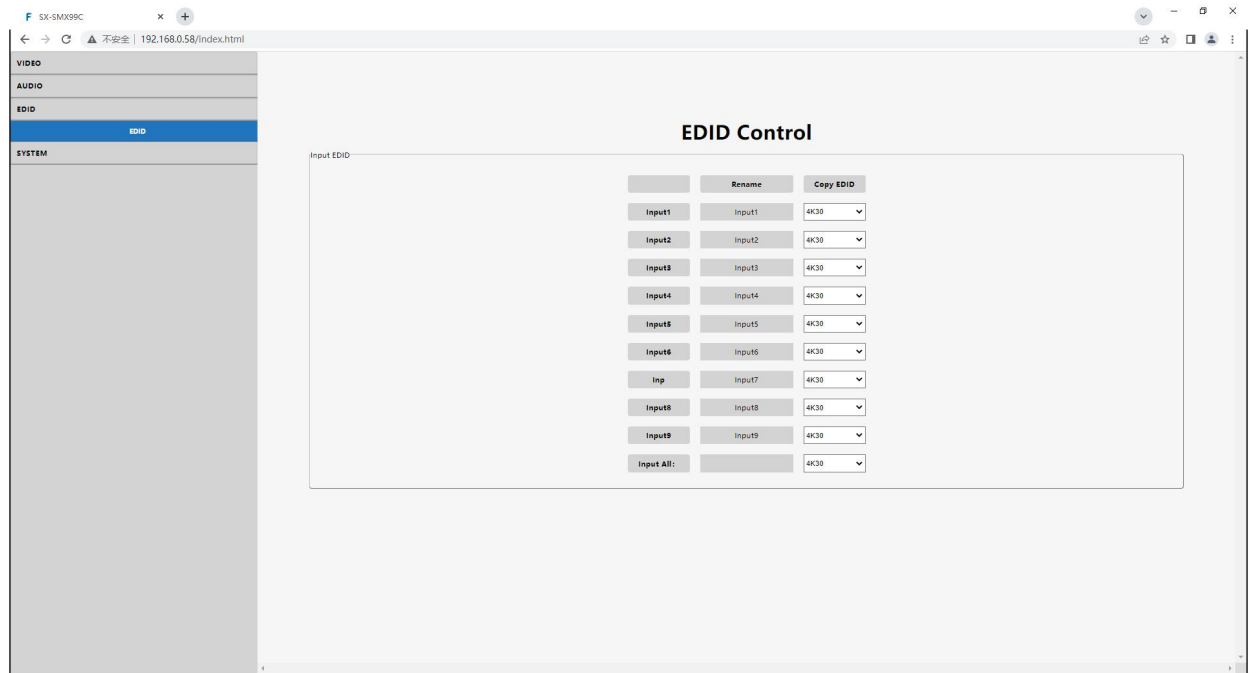 SX-SMX99C
不安全 | 192.168.0.58/index.html
VIDEO
AUDIO
EDID
EDID
SYSTEM
EDID Control
Input EDID
Rename Copy EDID
Input1 Input1 4K30
Input2 Input2 4K30
Input3 Input3 4K30
Input4 Input4 4K30
Input5 Input5 4K30
Input6 Input6 4K30
Inp Input7 4K30
Input8 Input8 4K30
Input9 Input9 4K30
Input All: 4K30